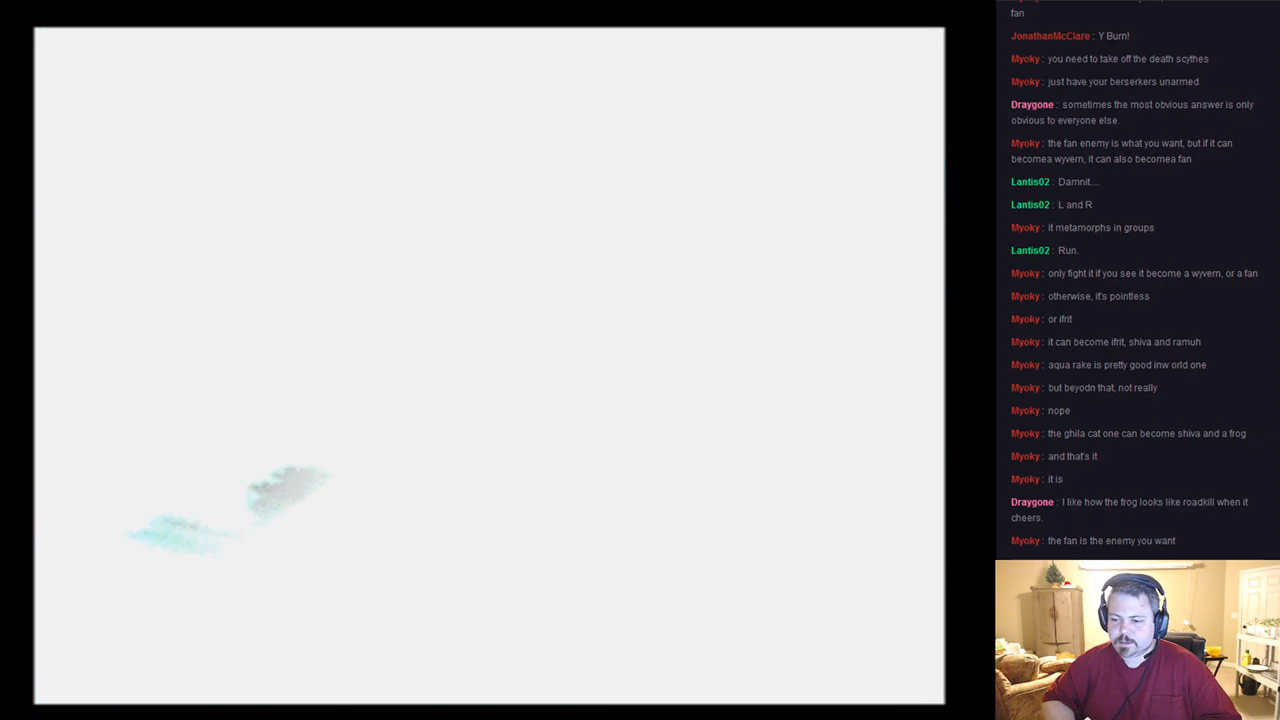 fan
JonathanMcClare : Y Burn!
Myoky : you need to take off the death scythes
Myoky : just have your berserkers unarmed
Draygone : sometimes the most obvious answer is only
obvious to everyone else.
Myoky : the fan enemy is what you want, but if it can
becomea wyvern, it can also becomea fan
Lantis02 : Damnit....
Lantis02 : L and R
Myoky : it metamorphs in groups
Lantis02 : Run.
Myoky : only fight it if you see it become a wyvern, or a fan
Myoky : otherwise, it's pointless
Myoky : or ifrit
Myoky : it can become ifrit, shiva and ramuh
Myoky : aqua rake is pretty good inw orld one
Myoky : but beyodn that, not really
Myoky : nope
Myoky : the ghila cat one can become shiva and a frog
Myoky : and that's it
Myoky : it is
Draygone : I like how the frog looks like roadkill when it
cheers.
Myoky : the fan is the enemy you want